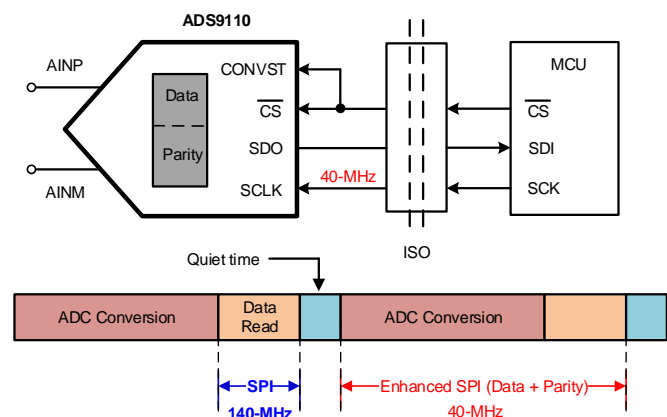 ADS9110
AINP
AINM
Data
Parity
CONVST
CS
SDO
SCLK
40-MHz
ISO
MCU
CS
SDI
SCK
Quiet time
ADC Conversion
Data
Read
ADC Conversion
SPI
140-MHz
Enhanced SPI (Data + Parity)
40-MHz